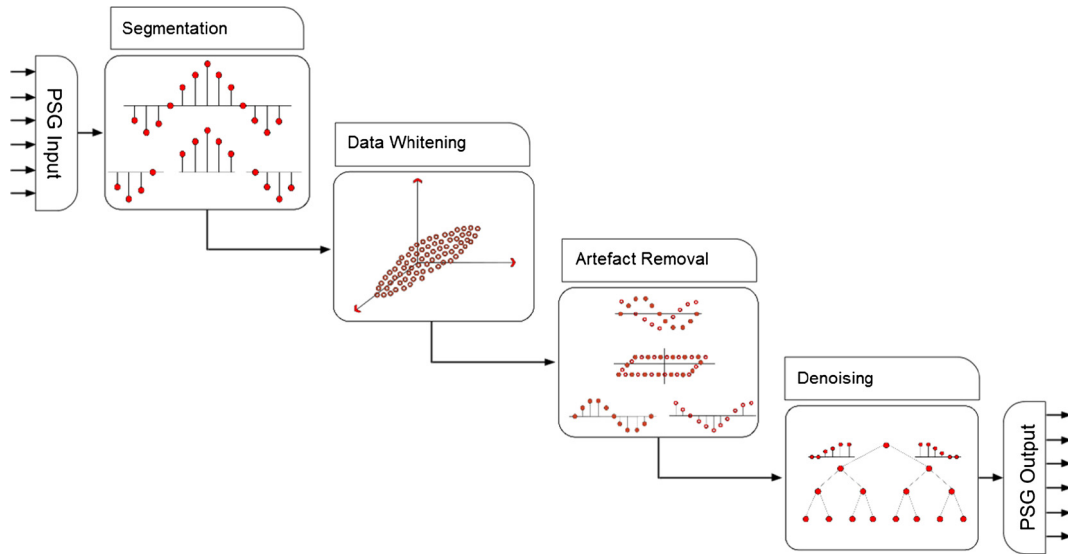 Segmentation
PSG Input
Data Whitening
Artefact Removal
Denoising
PSG Output